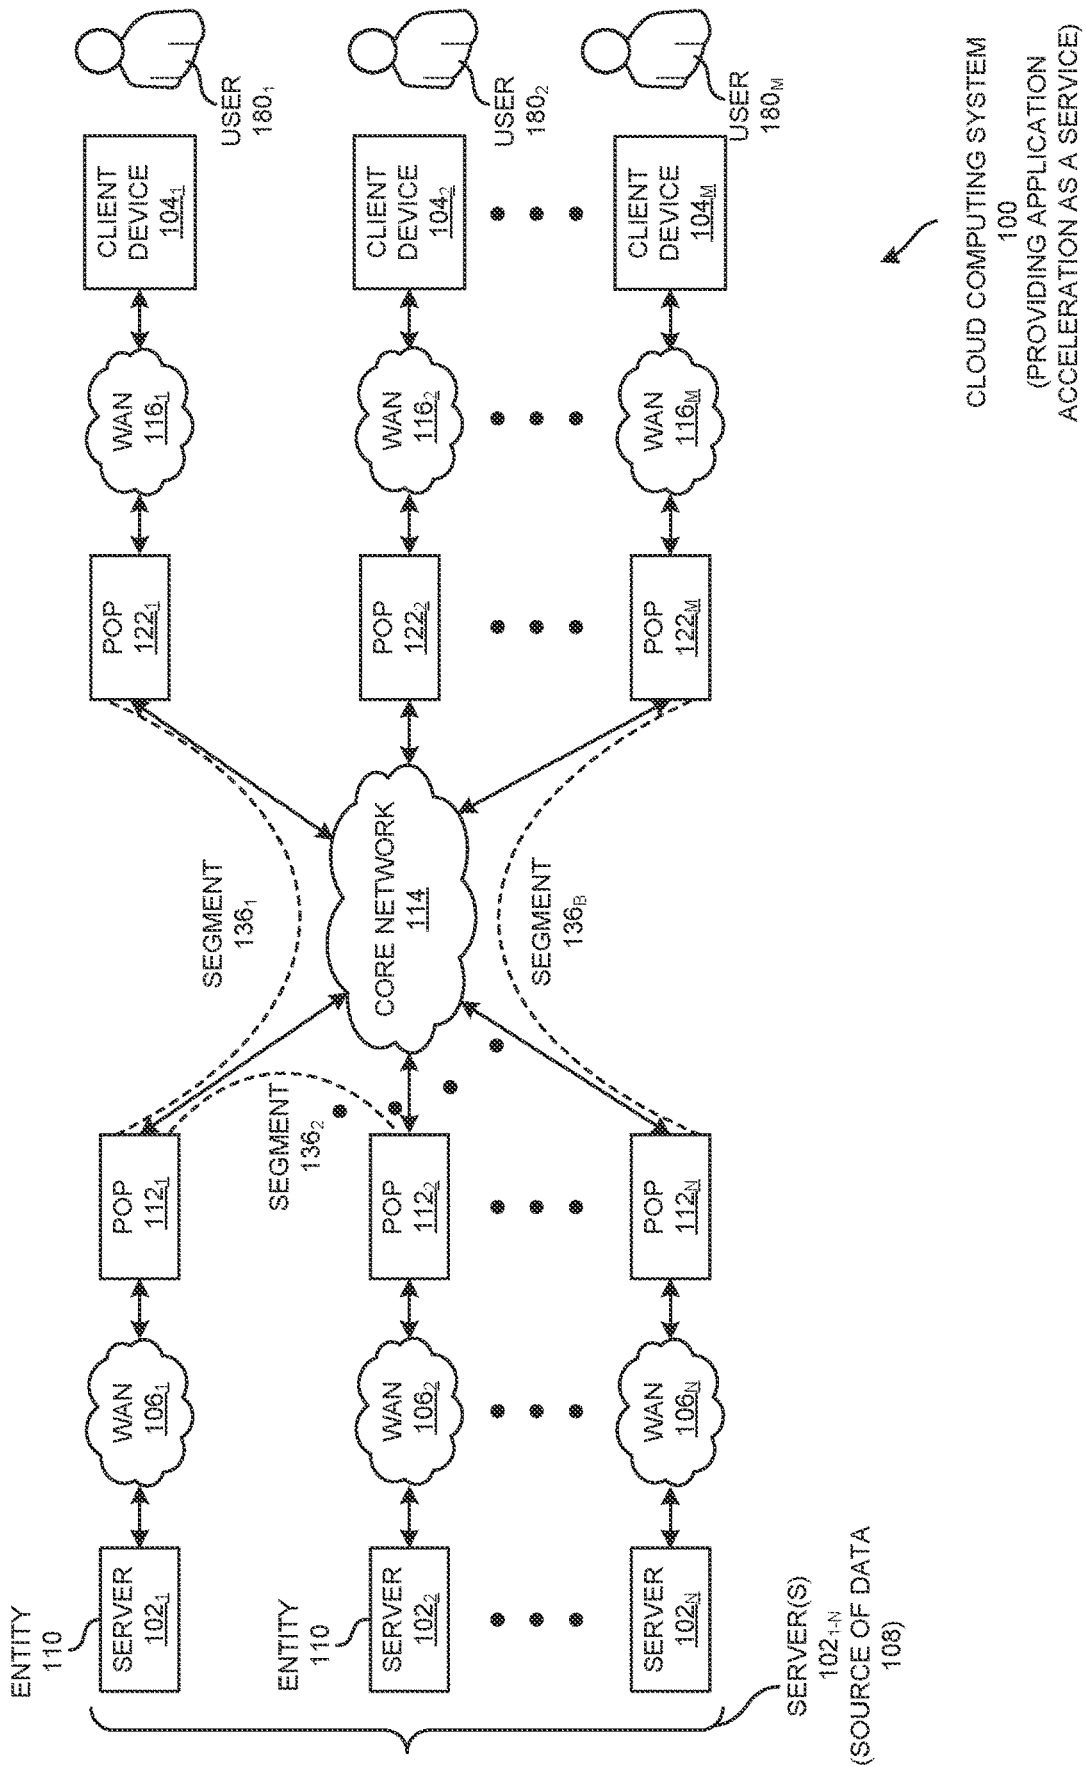 ENTITY
110
SERVER
102₁
WAN
106₁
POP
112₁
SEGMENT
136₁
POP
122₁
WAN
116₁
CLIENT
DEVICE
104₁
USER
180₁
ENTITY
110
SERVER
102₂
WAN
106₂
POP
112₂
SEGMENT
136₂
CORE NETWORK
114
POP
122₂
WAN
116₂
CLIENT
DEVICE
104₂
USER
180₂
SERVER
102N
WAN
106N
POP
112N
SEGMENT
136B
POP
122M
WAN
116M
CLIENT
DEVICE
104M
USER
180M
SERVER(S)
102₁₋N
(SOURCE OF DATA
108)
CLOUD COMPUTING SYSTEM
100
(PROVIDING APPLICATION
ACCELERATION AS A SERVICE)